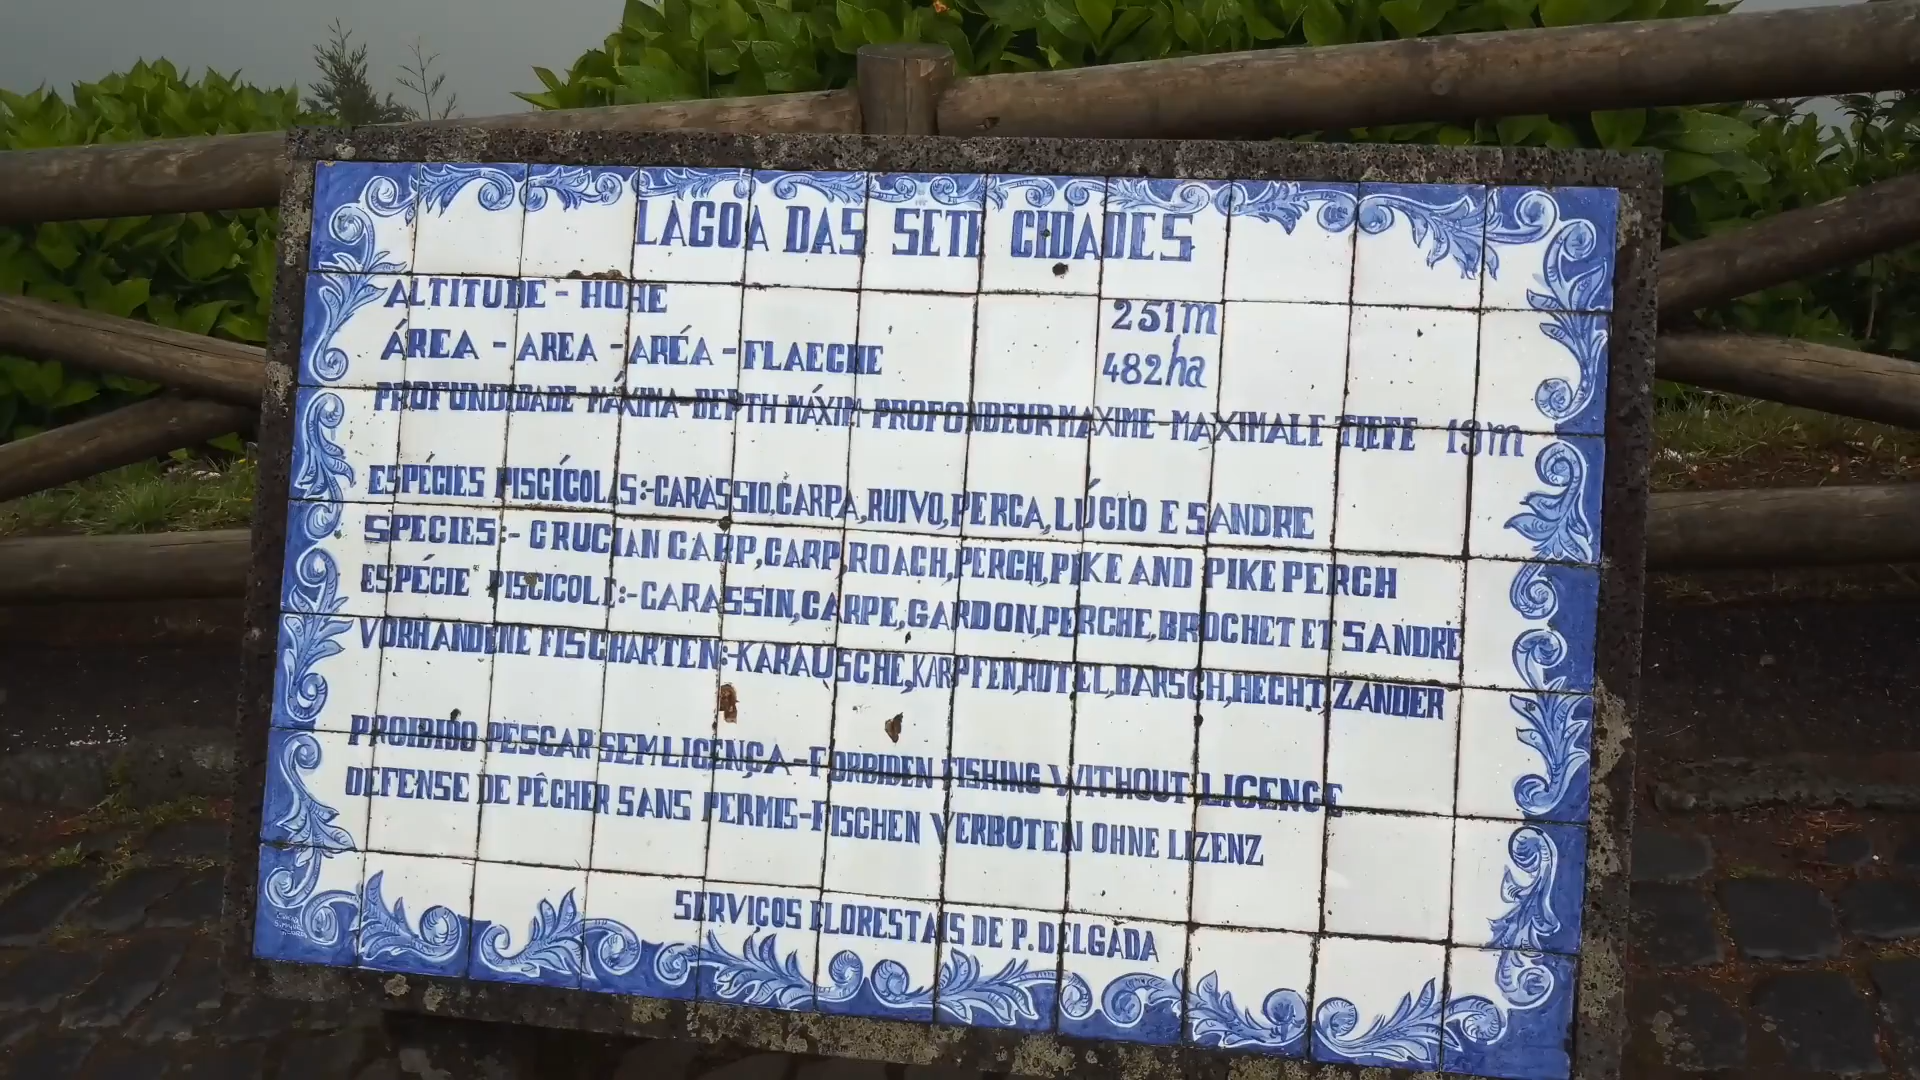 LAGOA DAS SETE CIDADES
ALTITUDE - HÖHE 251m
ÁREA - AREA - ARÉA - FLAECHE 482ha
PROFUNDIDADE MÁXIMA - DEPTH MÁXIM PROFONDEUR MAXIME - MAXIMALE TIEFE 19m
ESPÉCIES PISCÍCOLAS:- CARASSIO, CARPA, RUIVO, PERCA, LÚCIO E SANDRE
SPECIES:- CRUCIAN CARP, CARP ROACH, PERCH, PIKE AND PIKE PERCH
ESPÉCIE PISCICOLE:- CARASSIN, CARPE, GARDON, PERCHE, BROCHET ET SANDRE
VORHANDENE FISCHARTEN:- KARAUSCHE, KARPFEN, ROTEL, BARSCH, HECHT, ZANDER
PROIBIDO PESCAR SEM LICENÇA - FORBIDEN FISHING WITHOUT LICENCE
DEFENSE DE PÊCHER SANS PERMIS - FISCHEN VERBOTEN OHNE LIZENZ
SERVIÇOS FLORESTAIS DE P. DELGADA